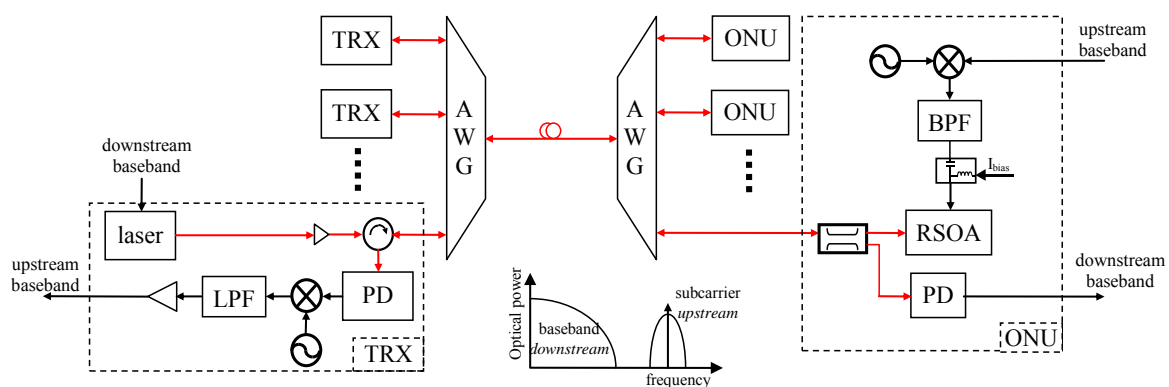 TRX
TRX
downstream
baseband
laser
upstream
baseband
LPF
PD
TRX
A
W
G
A
W
G
Optical power
baseband
downstream
subcarrier
upstream
frequency
ONU
ONU
upstream
baseband
BPF
I_bias
RSOA
PD
downstream
baseband
ONU